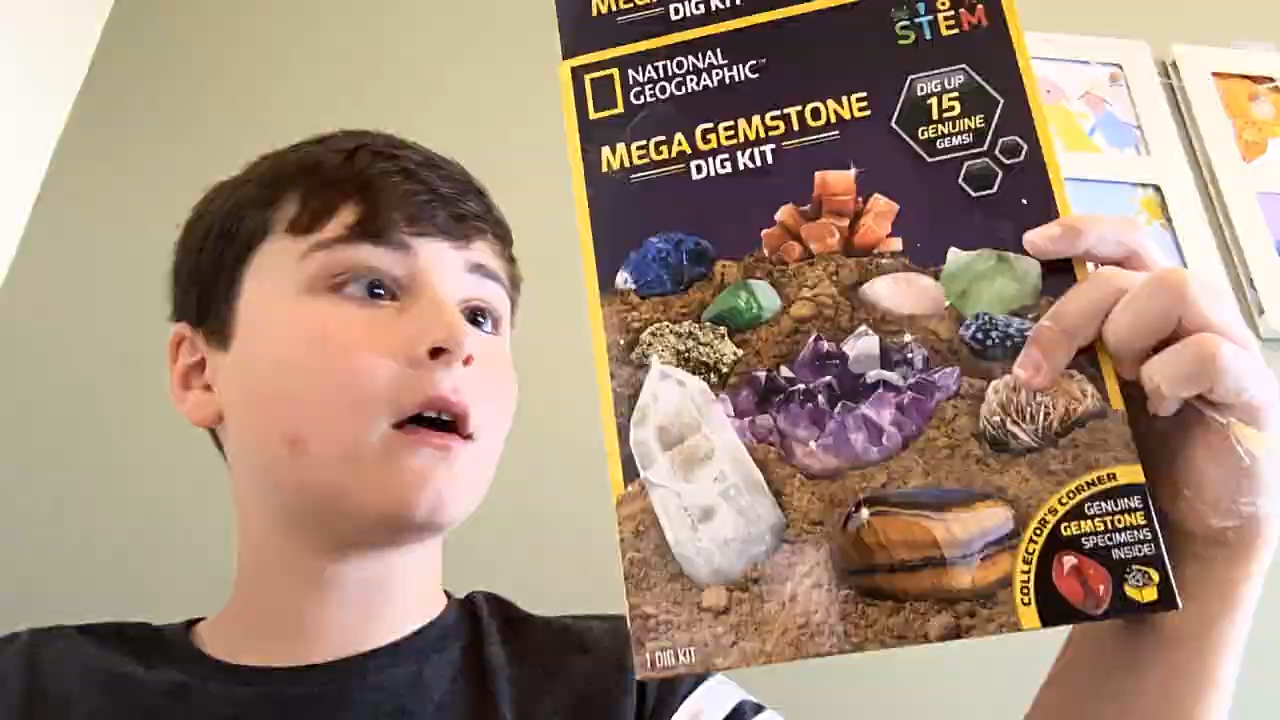 DIG KIT
STEM
NATIONAL
GEOGRAPHIC™
DIG UP
15
GENUINE
GEMS!
MEGA GEMSTONE
DIG KIT
COLLECTOR'S CORNER
GENUINE
GEMSTONE
SPECIMENS
INSIDE!
1 DIG KIT